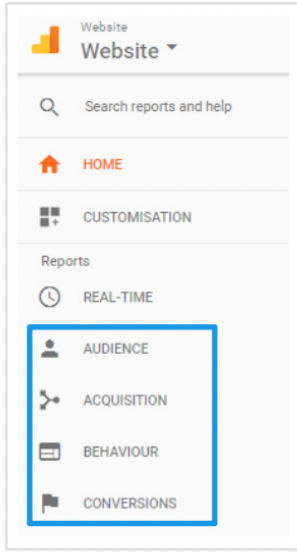 Website
Website
Search reports and help
HOME
CUSTOMISATION
Reports
REAL-TIME
AUDIENCE
ACQUISITION
BEHAVIOUR
CONVERSIONS